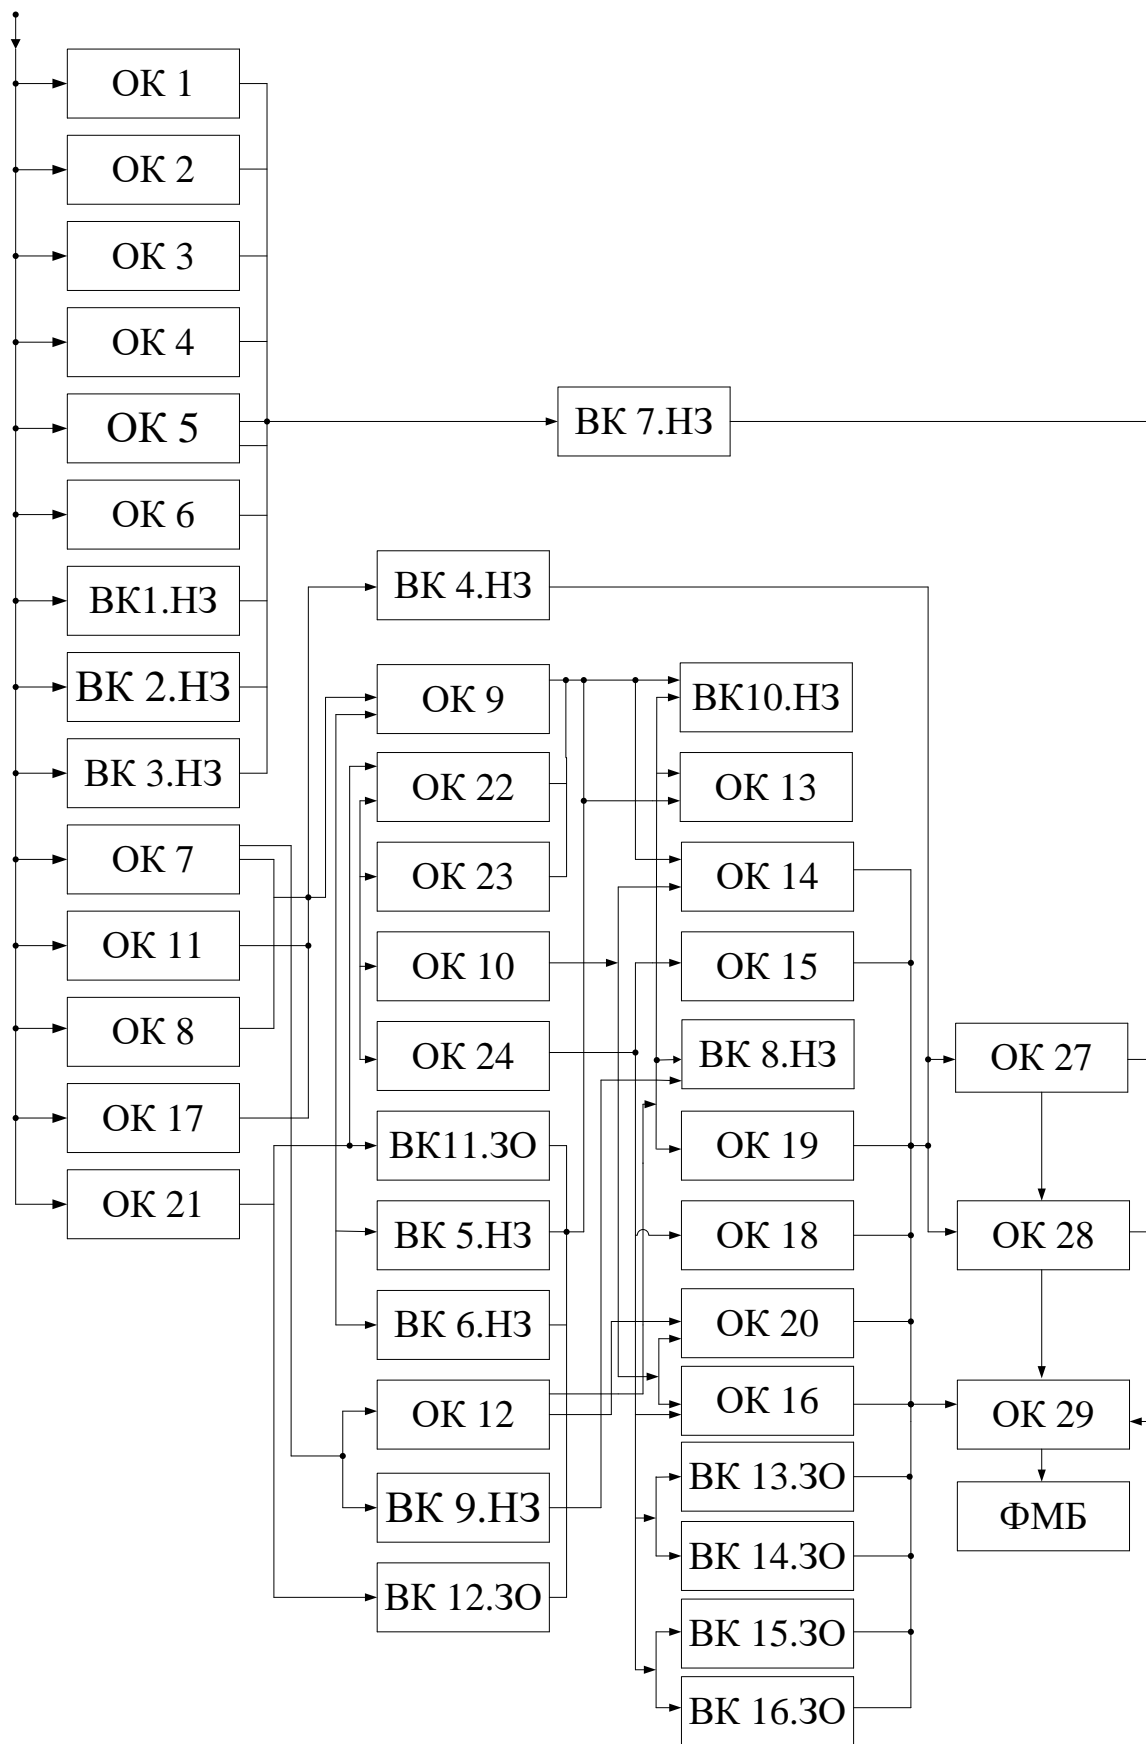 ОК 1
ОК 2
ОК 3
ОК 4
ОК 5
ОК 6
ВК1.НЗ
ВК 2.НЗ
ВК 3.НЗ
ОК 7
ОК 11
ОК 8
ОК 17
ОК 21
ВК 4.НЗ
ОК 9
ОК 22
ОК 23
ОК 10
ОК 24
ВК11.ЗО
ВК 5.НЗ
ВК 6.НЗ
ОК 12
ВК 9.НЗ
ВК 12.ЗО
ВК 7.НЗ
ВК10.НЗ
ОК 13
ОК 14
ОК 15
ВК 8.НЗ
ОК 19
ОК 18
ОК 20
ОК 16
ВК 13.ЗО
ВК 14.ЗО
ВК 15.ЗО
ВК 16.ЗО
ОК 27
ОК 28
ОК 29
ФМБ